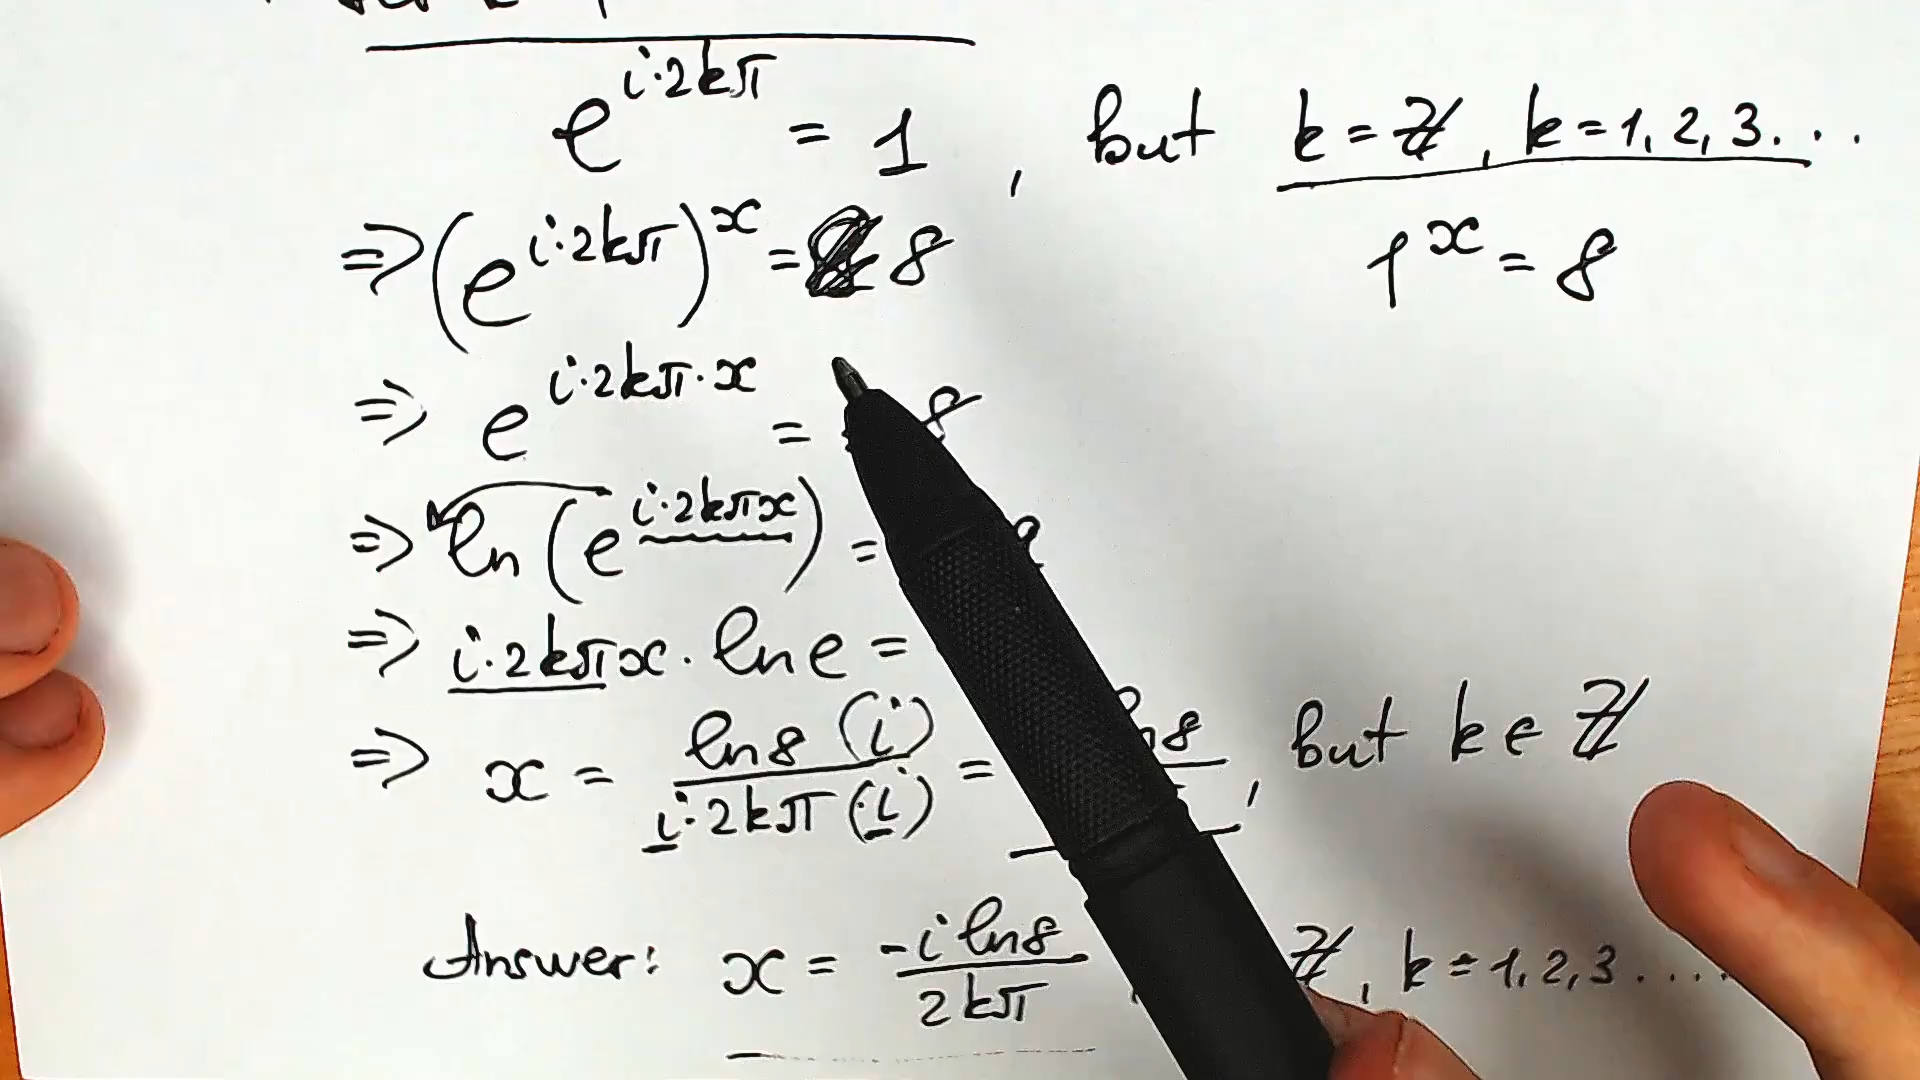 e^{i·2kπ} = 1, but k=ℤ, k=1,2,3...
⇒ (e^{i·2kπ})^x = 8
1^x = 8
⇒ e^{i·2kπ·x} = 8
⇒ ln(e^{i·2kπx}) =
⇒ i·2kπx · ln e =
⇒ x = ln8 (i) / i·2kπ (i) = ln8, but k∈ℤ
Answer: x = -i ln8 / 2kπ ℤ, k=1,2,3....